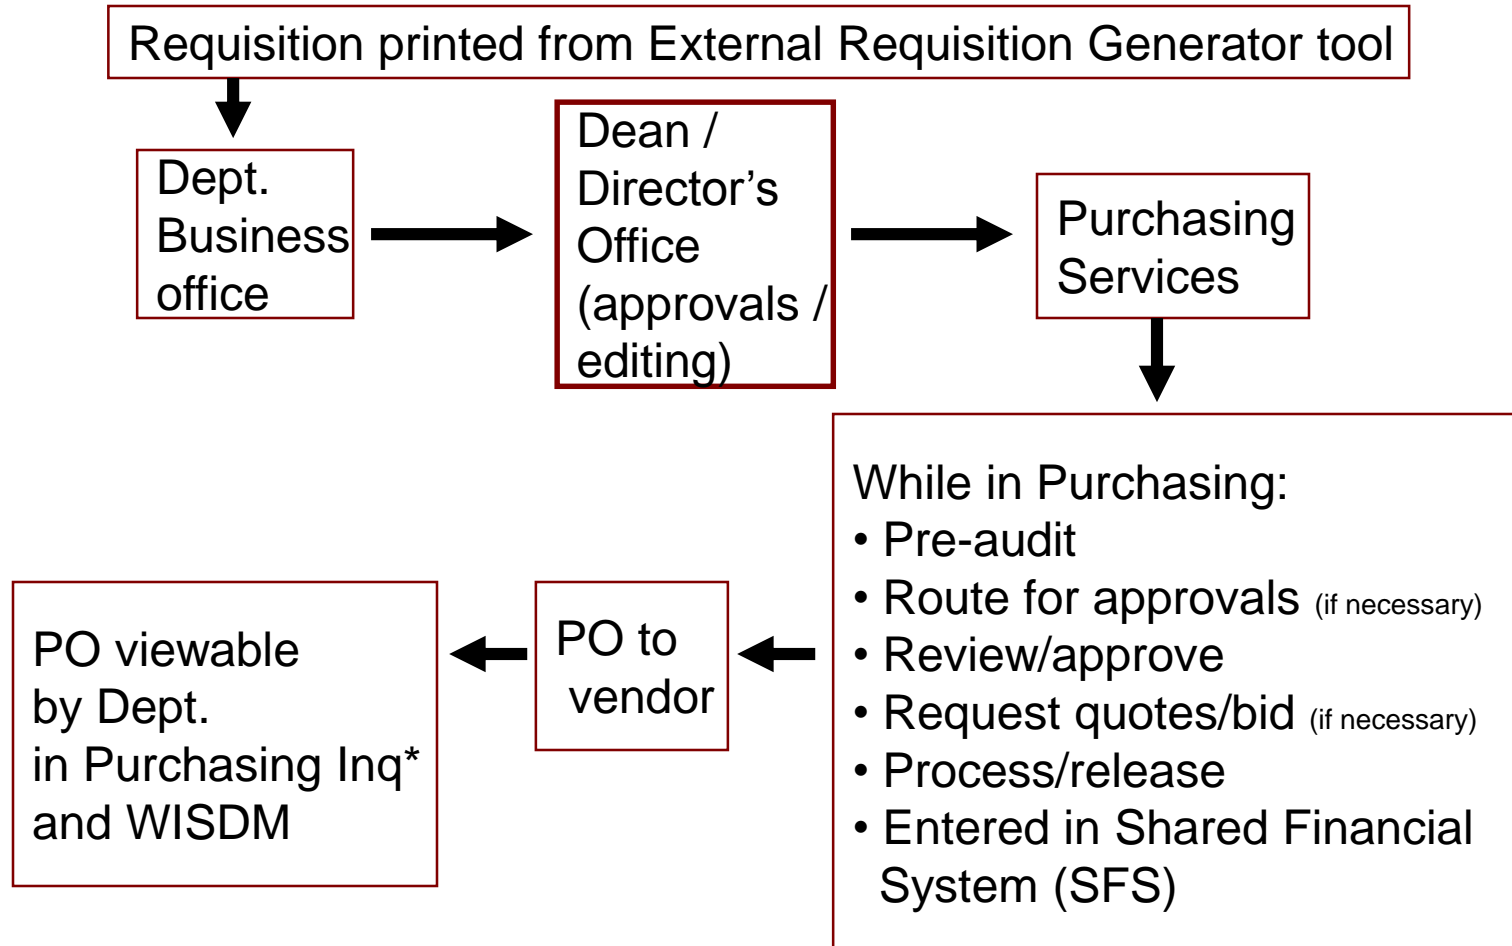 Requisition printed from External Requisition Generator tool
Dept.
Business
office
Dean /
Director’s
Office
(approvals /
editing)
Purchasing
Services
While in Purchasing:
• Pre-audit
• Route for approvals (if necessary)
• Review/approve
• Request quotes/bid (if necessary)
• Process/release
• Entered in Shared Financial
System (SFS)
PO to
vendor
PO viewable
by Dept.
in Purchasing Inq*
and WISDM